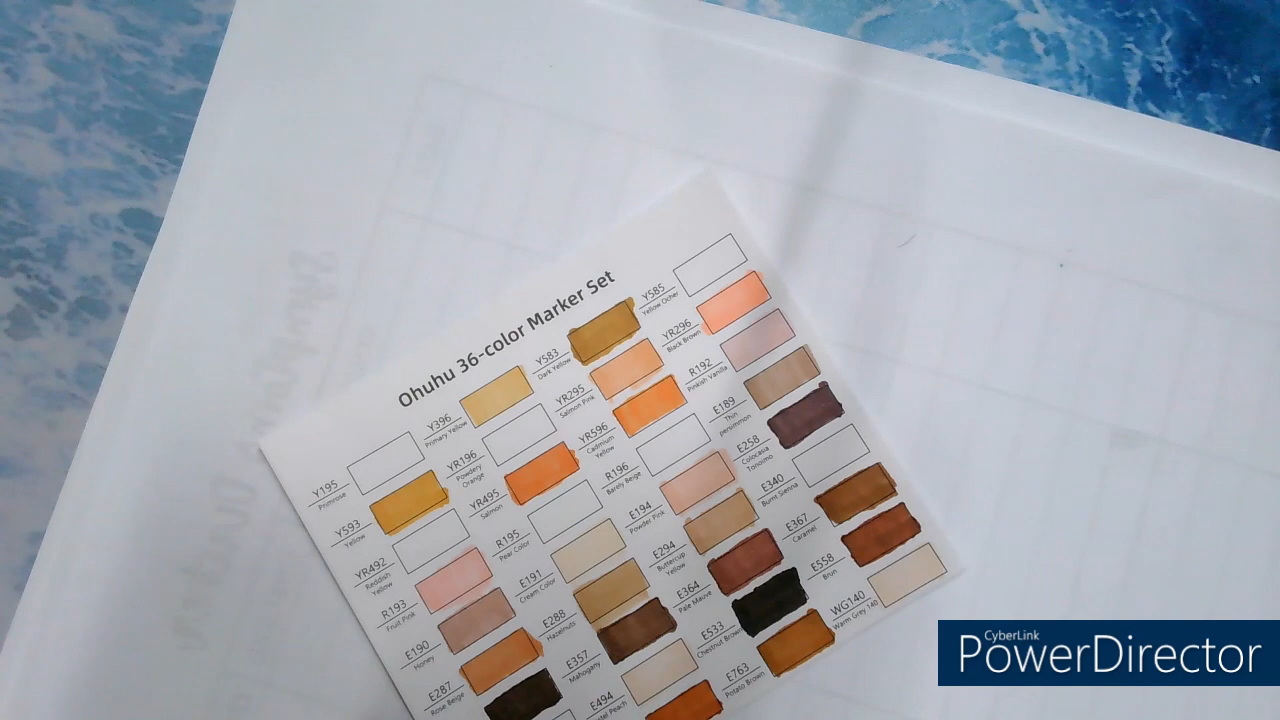 Ohuhu 36-color Marker Set
Y195
Primrose
Y396
Primary Yellow
Y583
Dark Yellow
Y585
Yellow Ocher
Y593
Yellow
YR196
Powdery
Orange
YR295
Salmon Pink
YR296
Black Brown
YR492
Reddish
Yellow
YR495
Salmon
YR596
Cadmium
Yellow
R192
Pinkish Vanilla
R193
Fruit Pink
R195
Pear Color
R196
Barely Beige
E189
Thin
persimmon
E190
Honey
E191
Cream Color
E194
Powder Pink
E258
Colocasia
Tonoimo
E287
Rose Beige
E288
Hazelnuts
E294
Buttercup
Yellow
E340
Burnt Sienna
E357
Mahogany
E364
Pale Mauve
E367
Caramel
E494
E533
Chestnut Brown
E558
Brun
E763
Potato Brown
WG140
Warm Grey 140
CyberLink
PowerDirector